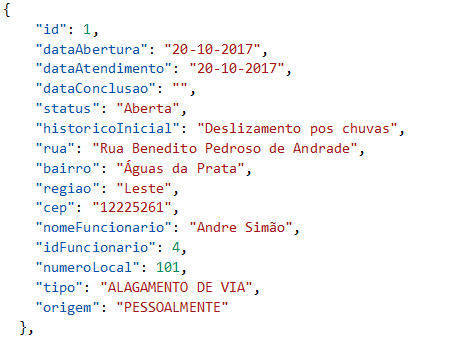 {
"id": 1,
"dataAbertura": "20-10-2017",
"dataAtendimento": "20-10-2017",
"dataConclusao": "",
"status": "Aberta",
"historicoInicial": "Deslizamento pos chuvas",
"rua": "Rua Benedito Pedroso de Andrade",
"bairro": "Águas da Prata",
"regiao": "Leste",
"cep": "12225261",
"nomeFuncionario": "Andre Simão",
"idFuncionario": 4,
"numeroLocal": 101,
"tipo": "ALAGAMENTO DE VIA",
"origem": "PESSOALMENTE"
},